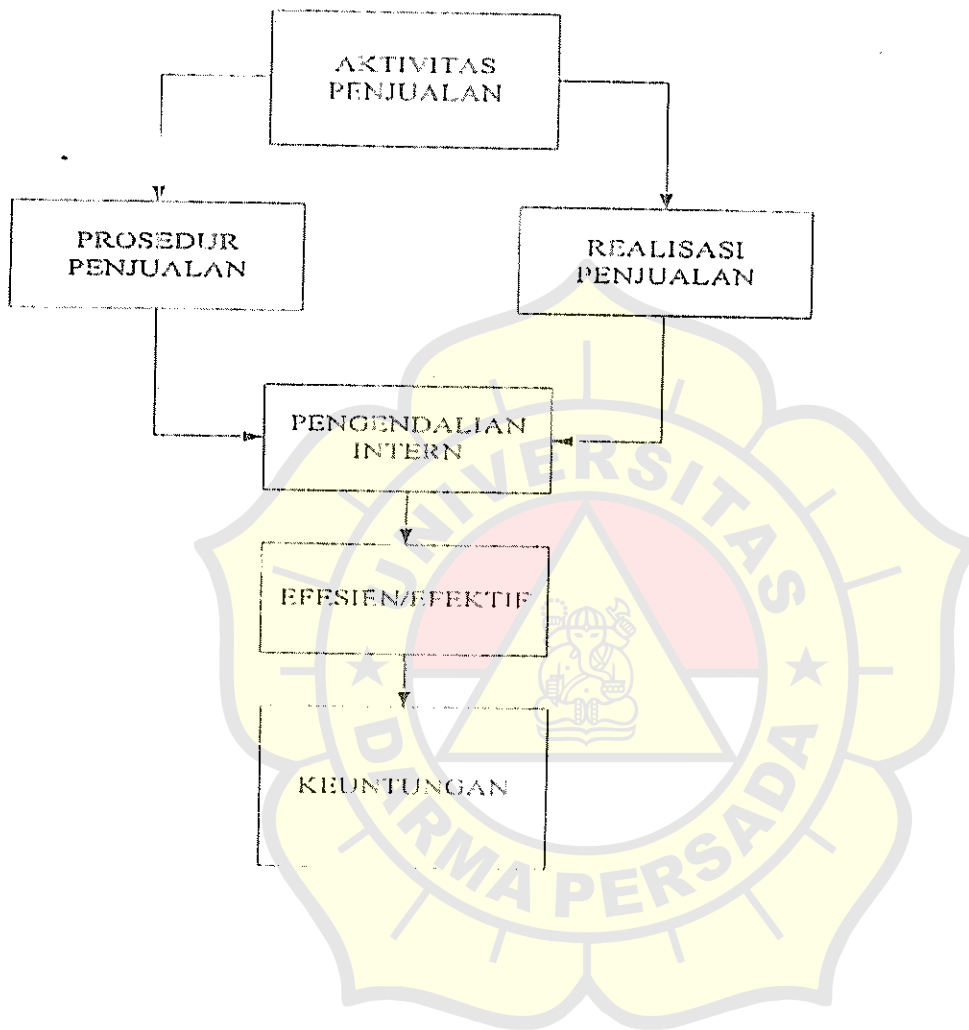 AKTIVITAS
PENJUALAN
PROSEDUR
PENJUALAN
REALISASI
PENJUALAN
PENGENDALIAN
INTERN
EFESIEN/EFEKTIF
KEUNTUNGAN
UNIVERSITAS
DARMA PERSADA